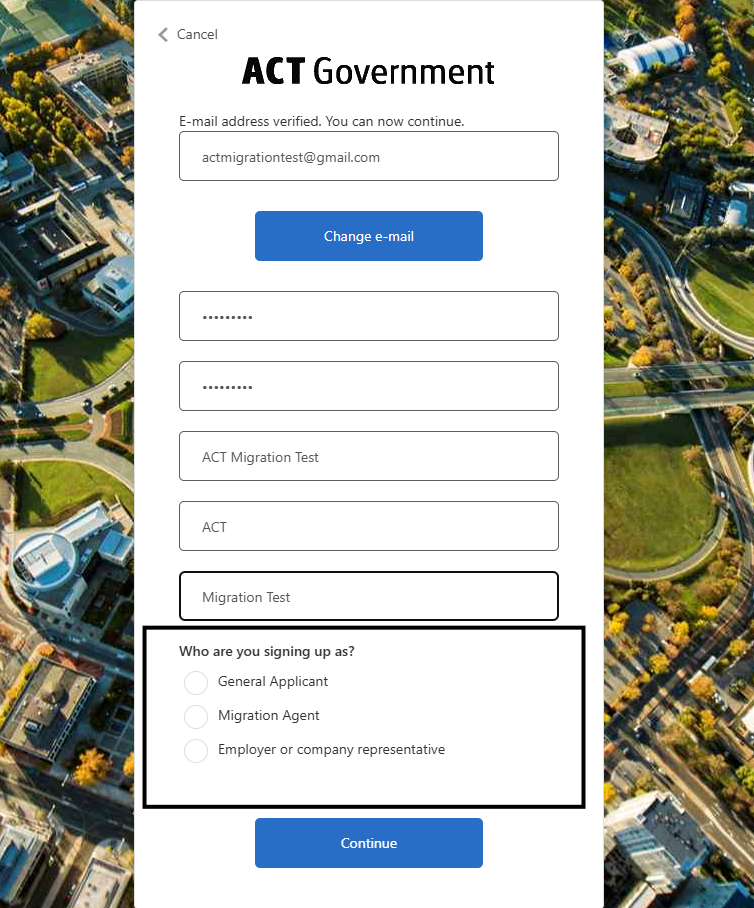 Cancel
ACT Government
E-mail address verified. You can now continue.
actmigrationtest@gmail.com
Change e-mail
•••••••••
•••••••••
ACT Migration Test
ACT
Migration Test
Who are you signing up as?
General Applicant
Migration Agent
Employer or company representative
Continue